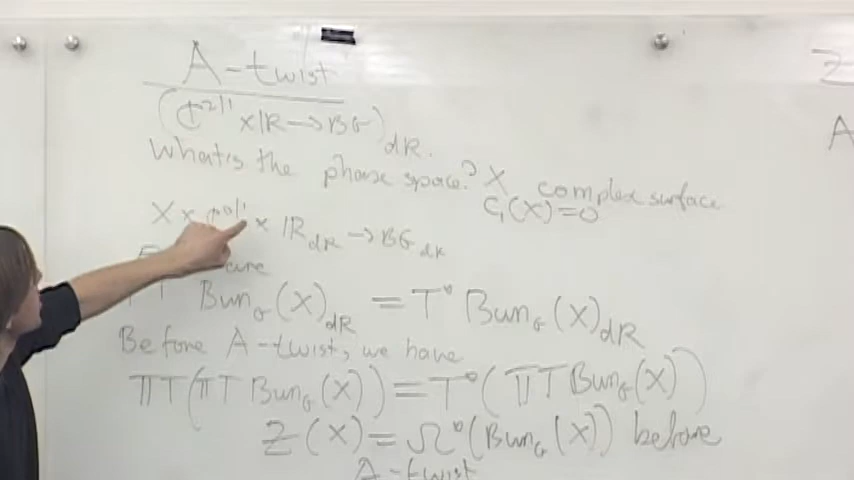 A-twist
(ℂ^{2|1} × ℝ → BG)_{dR}.
What's the phase space? X complex surface
C₁(X)=0
X × ^{0|1} × ℝ_{dR} → BG_{dR}
Bun_G(X)_{dR} = T* Bun_G(X)_{dR}
Before A-twist, we have
ΠT(ΠT Bun_G(X)) = T*(ΠT Bun_G(X))
Z(X) = Ω•(Bun_G(X)) before
A-twist
A